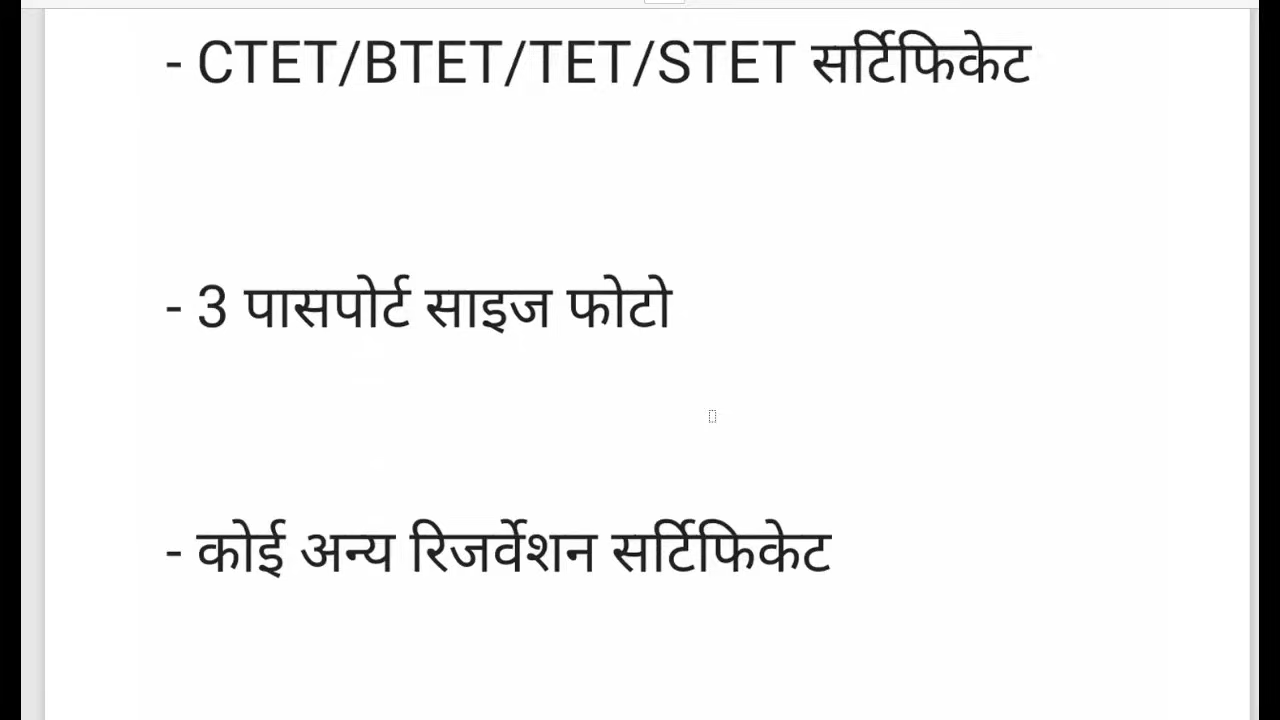 - CTET/BTET/TET/STET सर्टिफिकेट
- 3 पासपोर्ट साइज फोटो
- कोई अन्य रिजर्वेशन सर्टिफिकेट